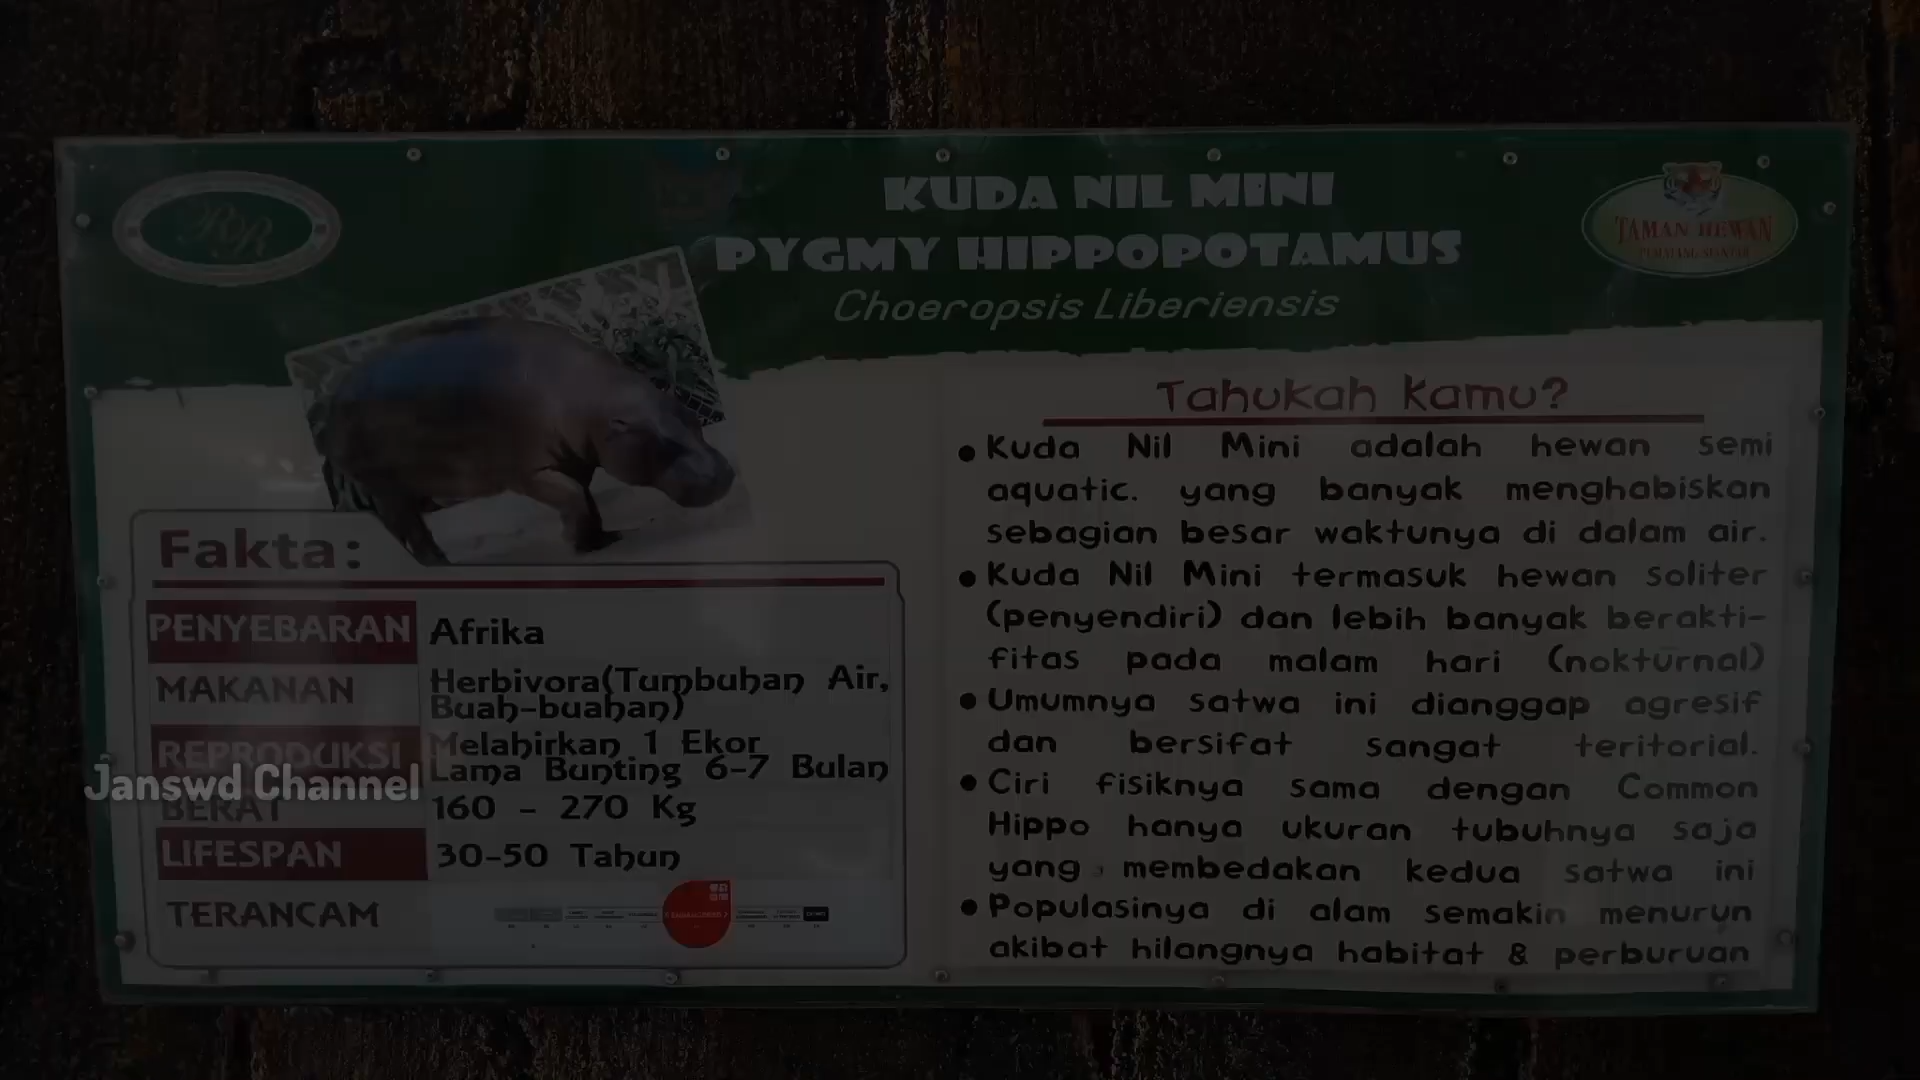 KUDA NIL MINI
PYGMY HIPPOPOTAMUS
Choeropsis Liberiensis
TAMAN HEWAN
Fakta:
PENYEBARAN Afrika
MAKANAN Herbivora(Tumbuhan Air,
Buah-buahan)
REPRODUKSI Melahirkan 1 Ekor
Lama Bunting 6-7 Bulan
Janswd Channel
BERAT 160 - 270 Kg
LIFESPAN 30-50 Tahun
TERANCAM
Tahukah kamu?
• Kuda Nil Mini adalah hewan semi
aquatic. yang banyak menghabiskan
sebagian besar waktunya di dalam air.
• Kuda Nil Mini termasuk hewan soliter
(penyendiri) dan lebih banyak berakti-
fitas pada malam hari (nokturnal)
• Umumnya satwa ini dianggap agresif
dan bersifat sangat teritorial.
• Ciri fisiknya sama dengan Common
Hippo hanya ukuran tubuhnya saja
yang membedakan kedua satwa ini
• Populasinya di alam semakin menurun
akibat hilangnya habitat & perburuan